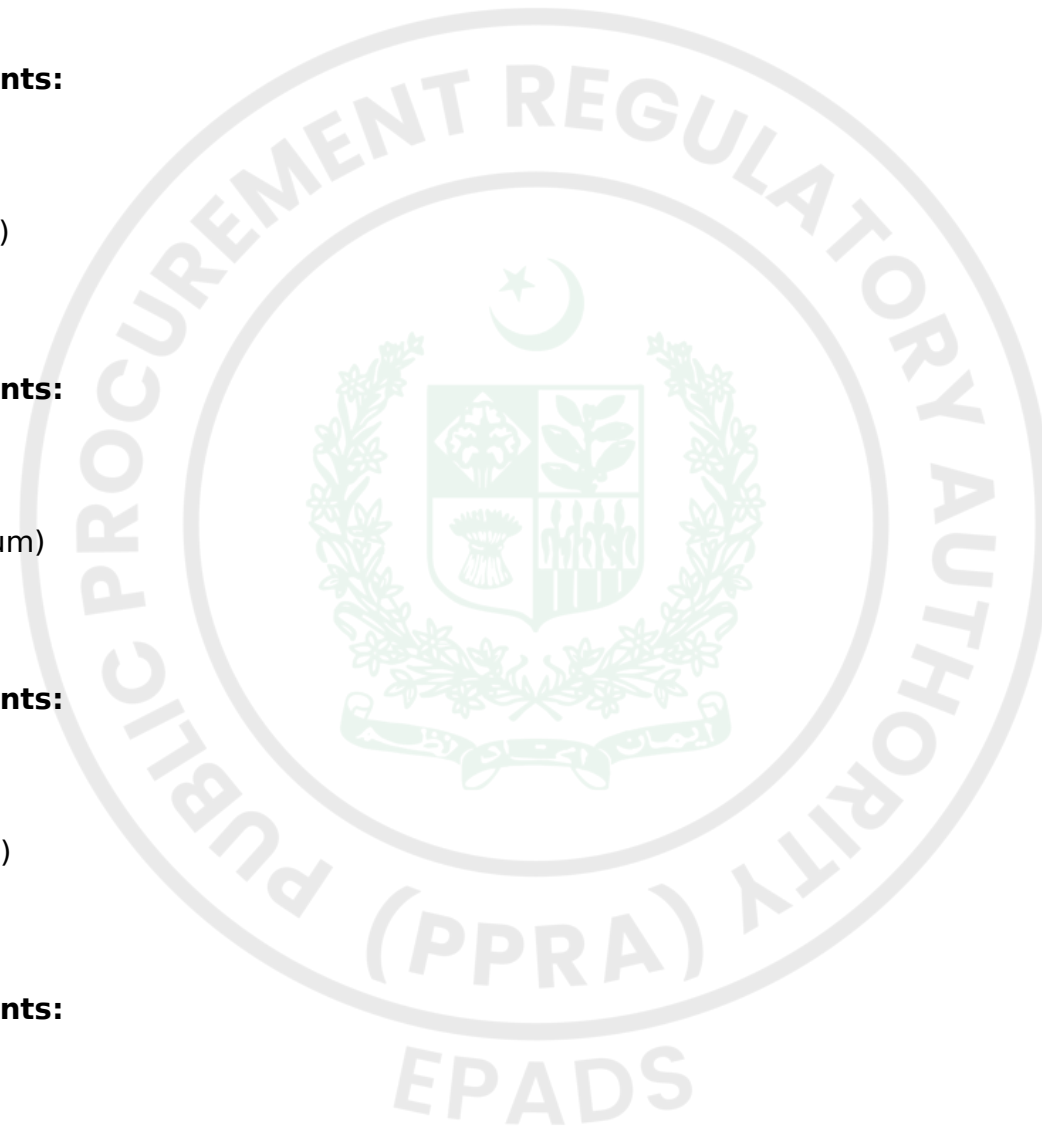 nts:
)
nts:
um)
nts:
)
nts:
PUBLIC PROCUREMENT REGULATORY AUTHORITY
(PPRA)
EPADS